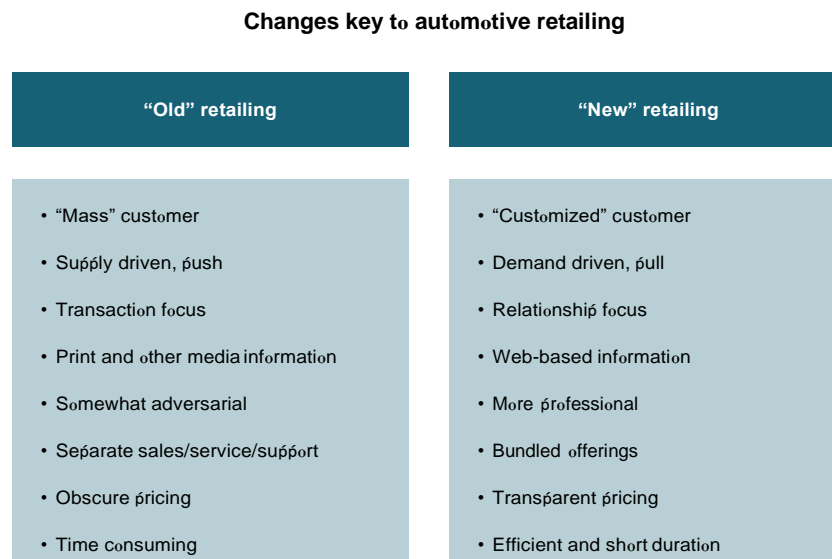 Changes key to automotive retailing
“Old” retailing
“New” retailing
• “Mass” customer
• Supply driven, push
• Transaction focus
• Print and other media information
• Somewhat adversarial
• Separate sales/service/support
• Obscure pricing
• Time consuming
• “Customized” customer
• Demand driven, pull
• Relationship focus
• Web-based information
• More professional
• Bundled offerings
• Transparent pricing
• Efficient and short duration